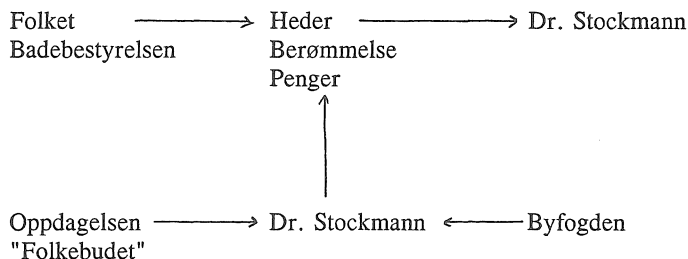 Folket Heder Dr. Stockmann
Badebestyrelsen Berømmelse
Penger
Oppdagelsen Dr. Stockmann Byfogden
"Folkebudet"